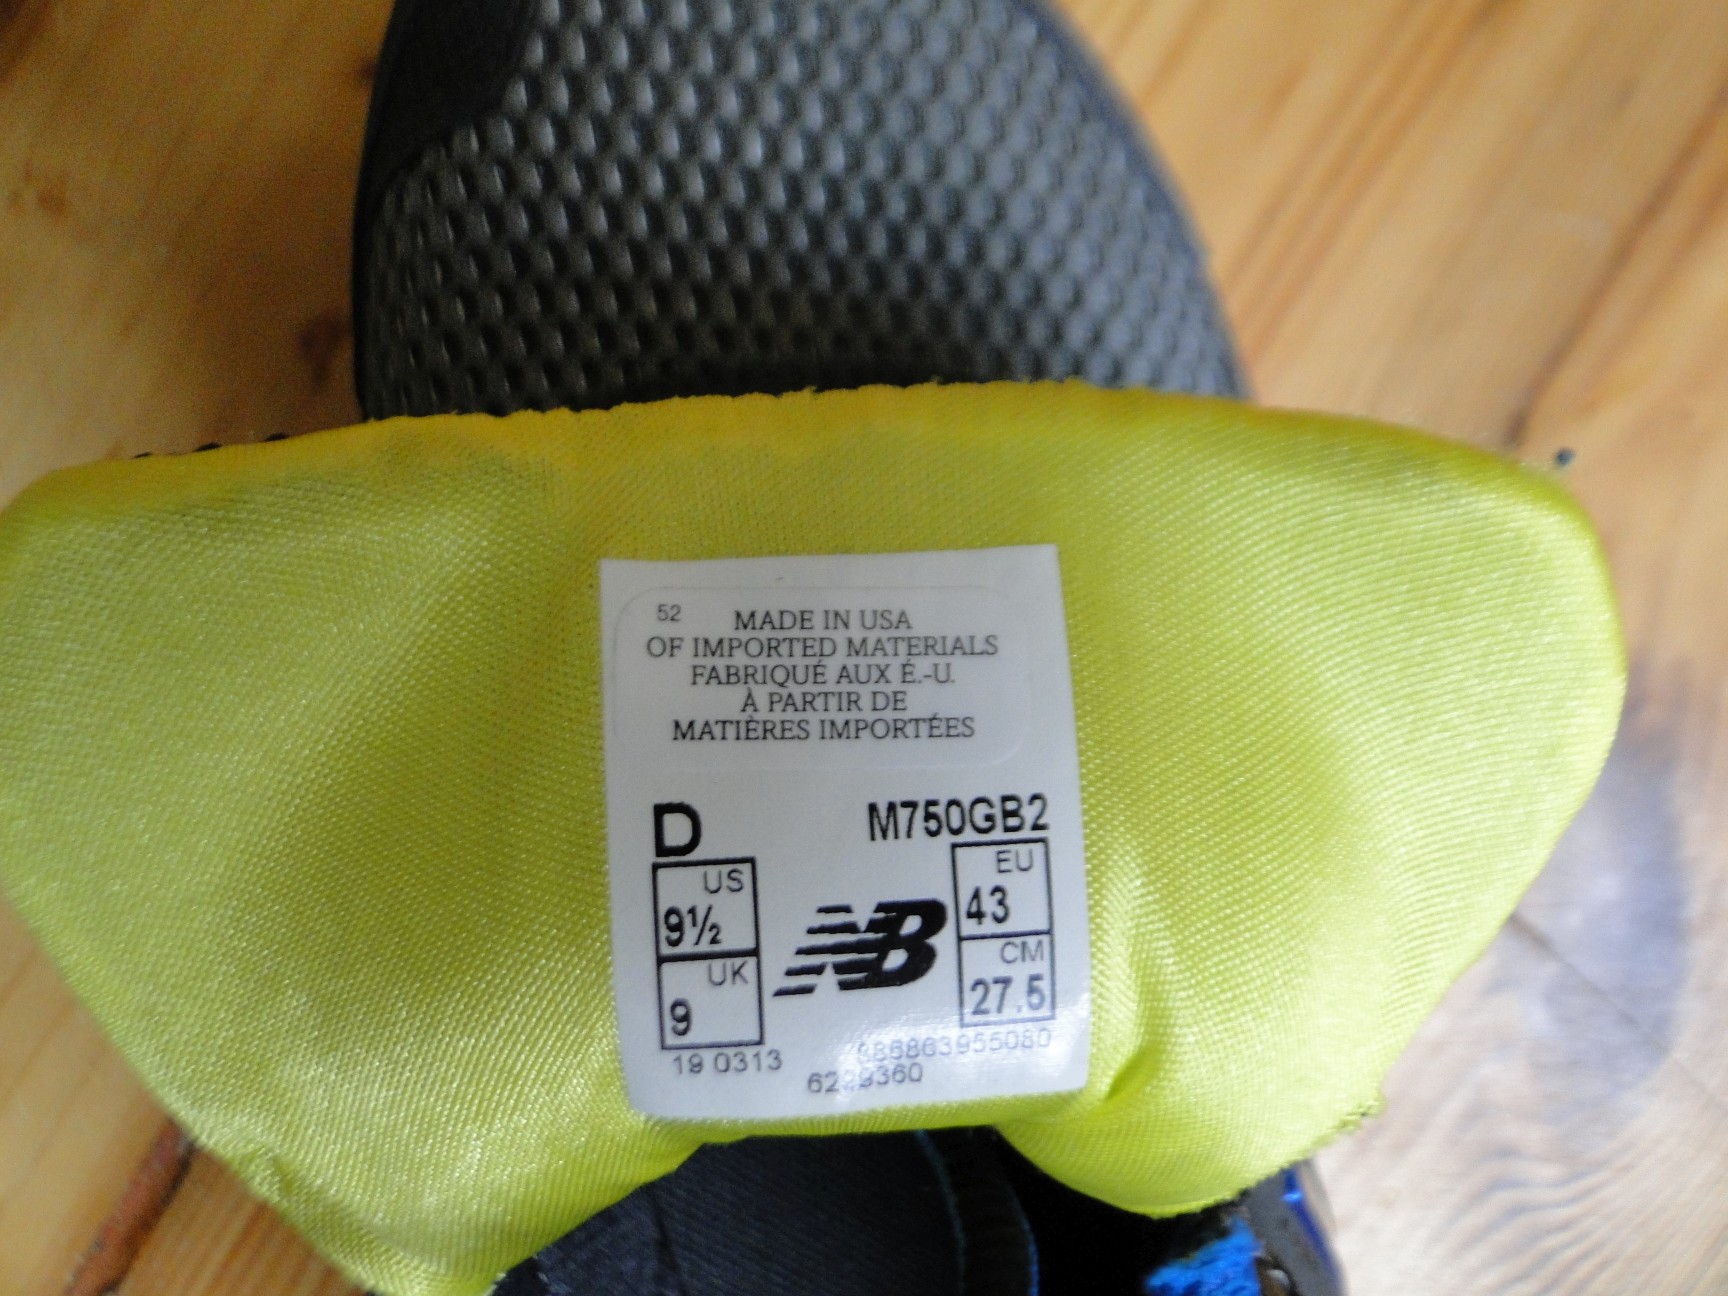 52 MADE IN USA
OF IMPORTED MATERIALS
FABRIQUÉ AUX É.-U.
À PARTIR DE
MATIÈRES IMPORTÉES
D M750GB2
US
9½
UK
9
NB
EU
43
CM
27.5
19 0313